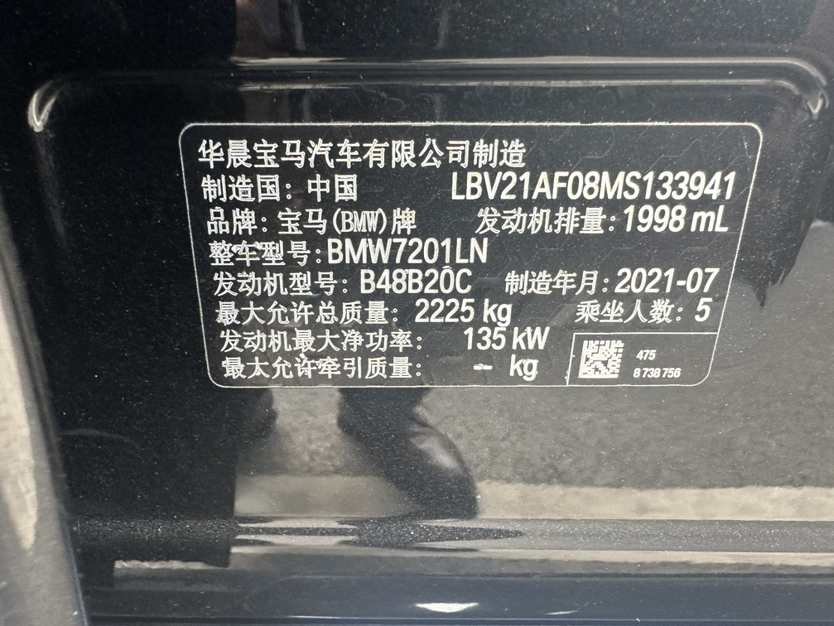 华晨宝马汽车有限公司制造
制造国：中国 LBV21AF08MS133941
品牌：宝马(BMW)牌 发动机排量：1998 mL
整车型号：BMW7201LN
发动机型号：B48B20C 制造年月：2021-07
最大允许总质量：2225 kg 乘坐人数：5
发动机最大净功率：135 kW
最大允许牵引质量：- kg
475
8 738 756